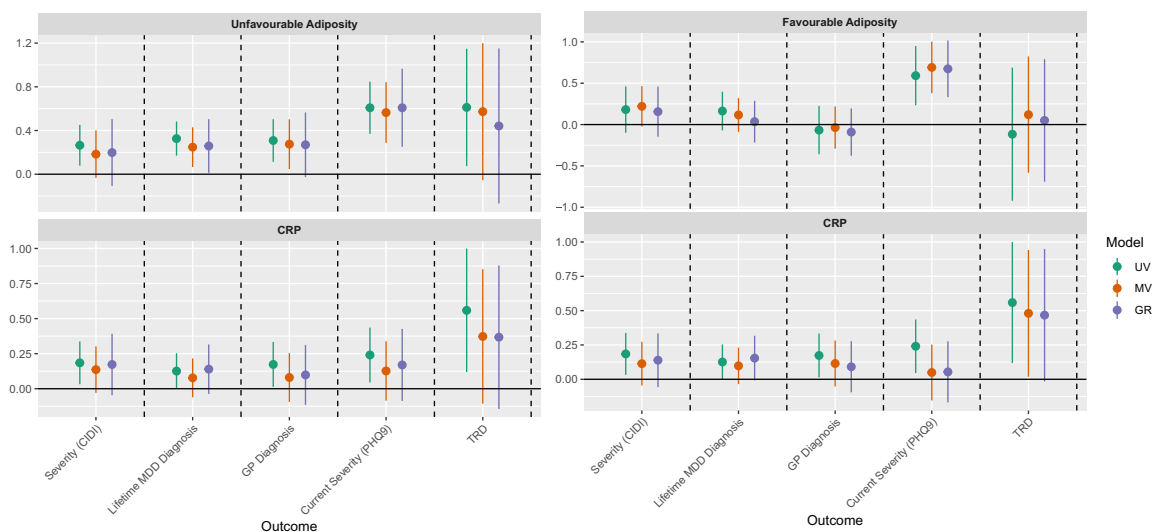 Unfavourable Adiposity
1.2
0.8
0.4
0.0
CRP
1.00
0.75
0.50
0.25
0.00
Severity (CIDI)
Lifetime MDD Diagnosis
GP Diagnosis
Current Severity (PHQ9)
TRD
Outcome
Favourable Adiposity
1.0
0.5
0.0
−0.5
−1.0
CRP
1.00
0.75
0.50
0.25
0.00
Severity (CIDI)
Lifetime MDD Diagnosis
GP Diagnosis
Current Severity (PHQ9)
TRD
Outcome
Model
UV
MV
GR